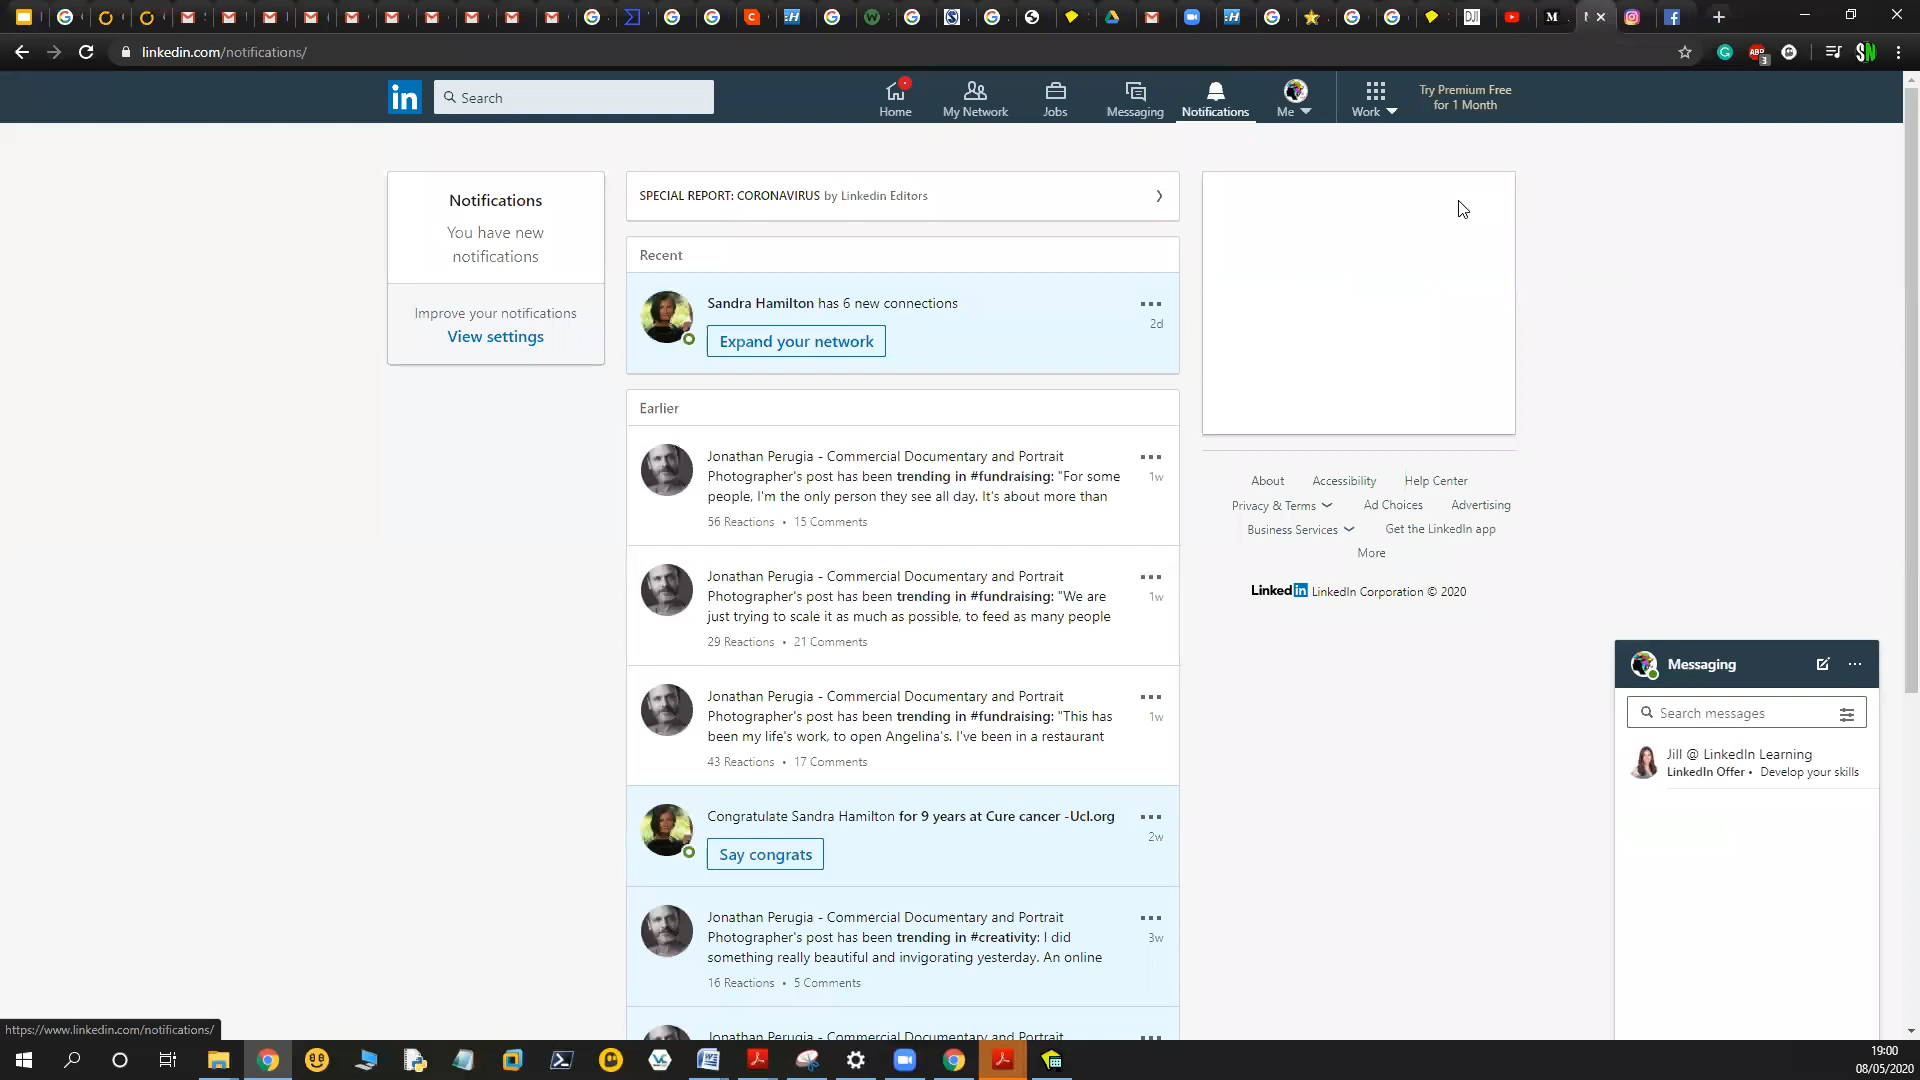 linkedin.com/notifications/
in
Search
Home
My Network
Jobs
Messaging
Notifications
Me
Work
Try Premium Free
for 1 Month
Notifications
You have new
notifications
Improve your notifications
View settings
SPECIAL REPORT: CORONAVIRUS by Linkedin Editors
Recent
Sandra Hamilton has 6 new connections
2d
Expand your network
Earlier
Jonathan Perugia - Commercial Documentary and Portrait
Photographer's post has been trending in #fundraising: "For some
people, I'm the only person they see all day. It's about more than
1w
56 Reactions • 15 Comments
Jonathan Perugia - Commercial Documentary and Portrait
Photographer's post has been trending in #fundraising: "We are
just trying to scale it as much as possible, to feed as many people
1w
29 Reactions • 21 Comments
Jonathan Perugia - Commercial Documentary and Portrait
Photographer's post has been trending in #fundraising: "This has
been my life's work, to open Angelina's. I've been in a restaurant
1w
43 Reactions • 17 Comments
Congratulate Sandra Hamilton for 9 years at Cure cancer -Ucl.org
2w
Say congrats
Jonathan Perugia - Commercial Documentary and Portrait
Photographer's post has been trending in #creativity: I did
something really beautiful and invigorating yesterday. An online
3w
16 Reactions • 5 Comments
Jonathan Perugia - Commercial Documentary and Portrait
About Accessibility Help Center
Privacy & Terms Ad Choices Advertising
Business Services Get the LinkedIn app
More
Linkedin LinkedIn Corporation © 2020
Messaging
Search messages
Jill @ LinkedIn Learning
LinkedIn Offer • Develop your skills
https://www.linkedin.com/notifications/
19:00
08/05/2020